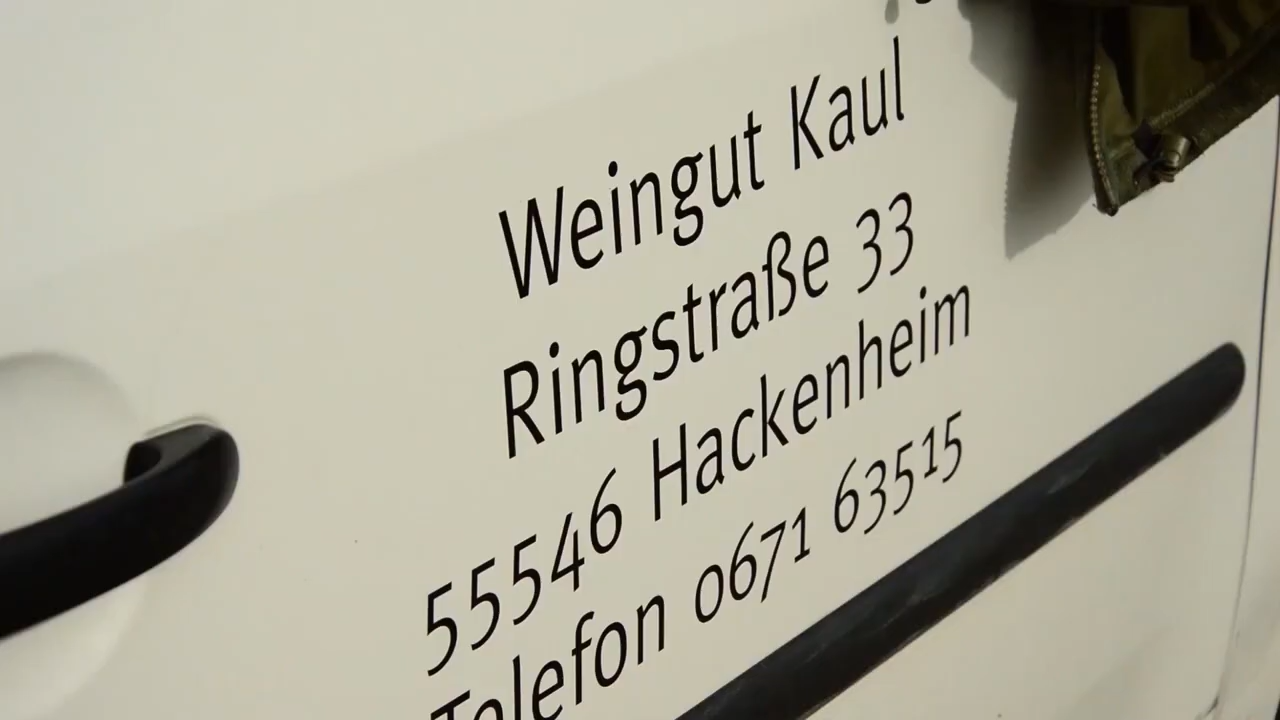 Weingut Kaul
Ringstraße 33
55546 Hackenheim
Telefon 0671 63515